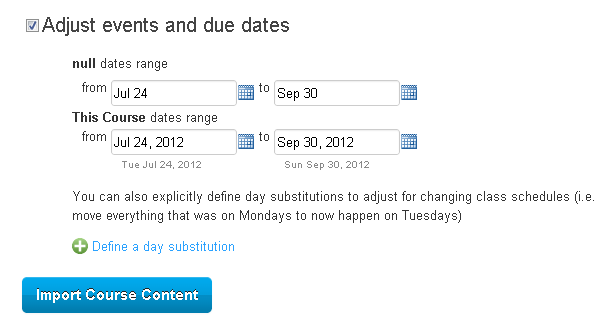 Adjust events and due dates
null dates range
from Jul 24 to Sep 30
This Course dates range
from Jul 24, 2012 to Sep 30, 2012
Tue Jul 24, 2012 Sun Sep 30, 2012
You can also explicitly define day substitutions to adjust for changing class schedules (i.e.
move everything that was on Mondays to now happen on Tuesdays)
Define a day substitution
Import Course Content